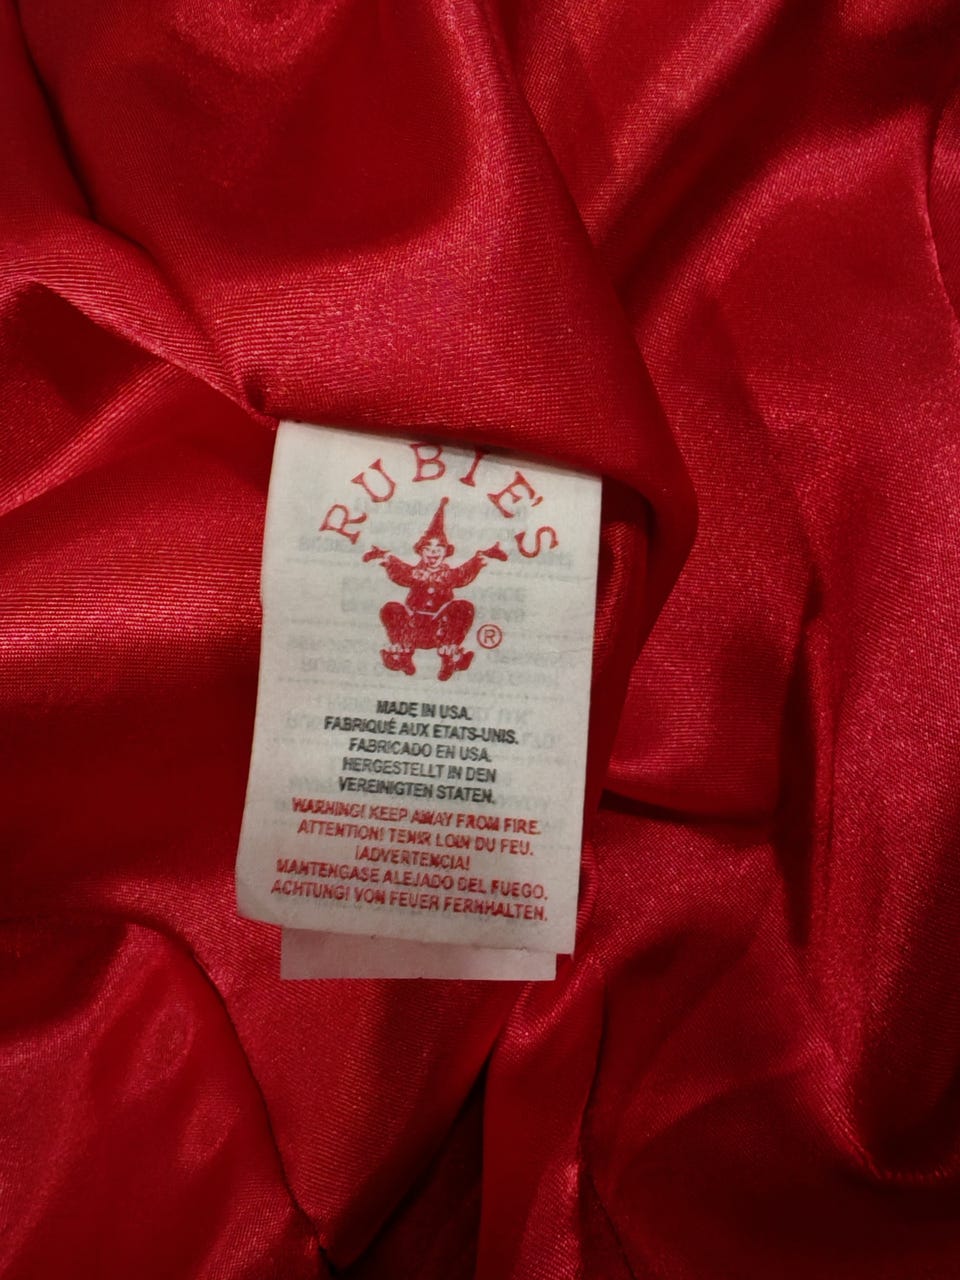 RUBIE'S
®
MADE IN USA.
FABRIQUÉ AUX ETATS-UNIS.
FABRICADO EN USA.
HERGESTELLT IN DEN
VEREINIGTEN STATEN.
WARNING! KEEP AWAY FROM FIRE.
ATTENTION! TENIR LOIN DU FEU.
¡ADVERTENCIA!
MANTENGASE ALEJADO DEL FUEGO.
ACHTUNG! VON FEUER FERNHALTEN.